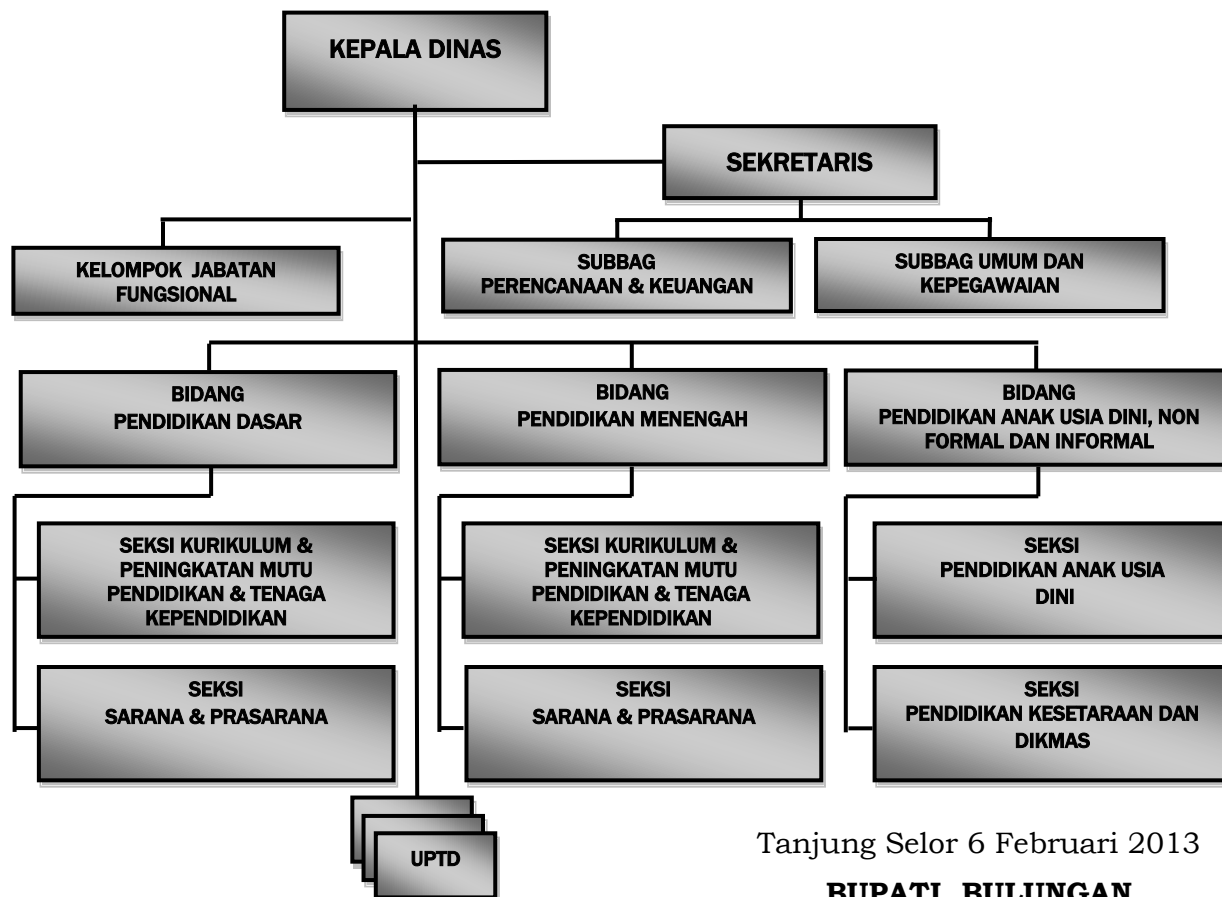 KEPALA DINAS
SEKRETARIS
KELOMPOK JABATAN
FUNGSIONAL
SUBBAG
PERENCANAAN & KEUANGAN
SUBBAG UMUM DAN
KEPEGAWAIAN
BIDANG
PENDIDIKAN DASAR
BIDANG
PENDIDIKAN MENENGAH
BIDANG
PENDIDIKAN ANAK USIA DINI, NON
FORMAL DAN INFORMAL
SEKSI KURIKULUM &
PENINGKATAN MUTU
PENDIDIKAN & TENAGA
KEPENDIDIKAN
SEKSI KURIKULUM &
PENINGKATAN MUTU
PENDIDIKAN & TENAGA
KEPENDIDIKAN
SEKSI
PENDIDIKAN ANAK USIA
DINI
SEKSI
SARANA & PRASARANA
SEKSI
SARANA & PRASARANA
SEKSI
PENDIDIKAN KESETARAAN DAN
DIKMAS
UPTD
Tanjung Selor 6 Februari 2013
BUPATI BULUNGAN